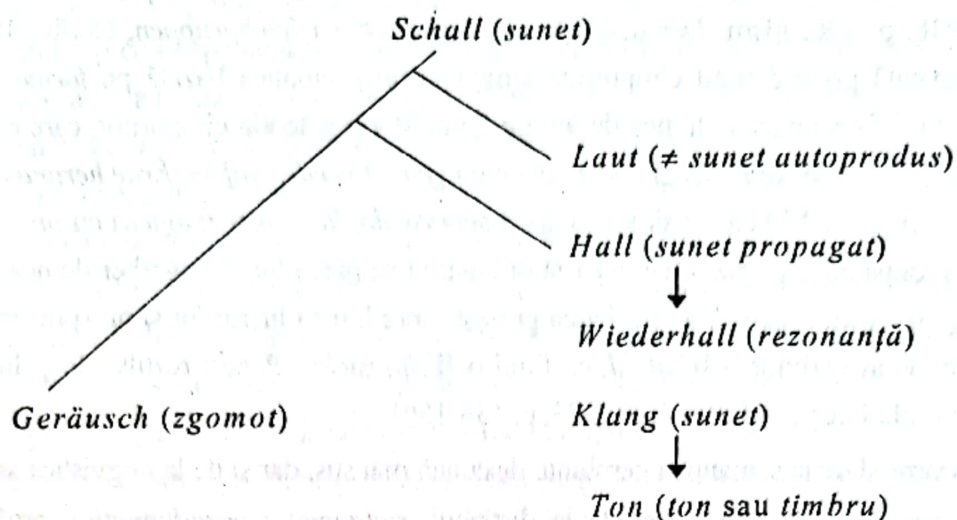 Schall (sunet)
Laut (≠ sunet autoprodus)
Hall (sunet propagat)
Wiederhall (rezonanță)
Geräusch (zgomot)
Klang (sunet)
Ton (ton sau timbru)